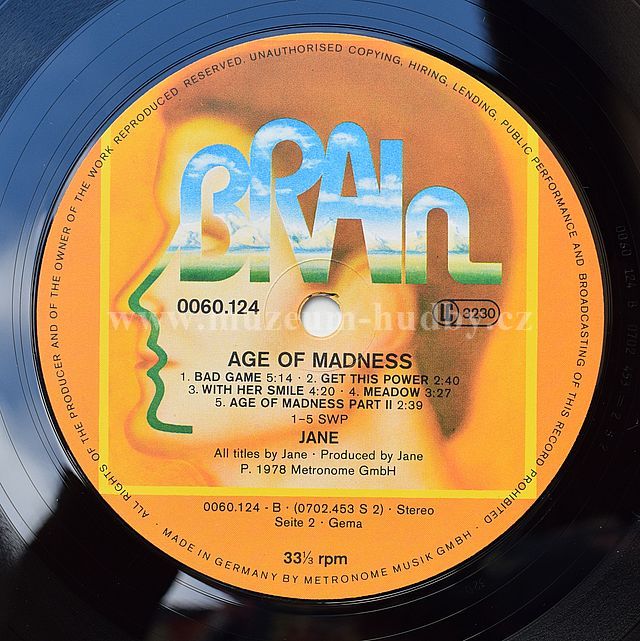 ALL RIGHTS OF THE PRODUCER AND OF THE OWNER OF THE WORK REPRODUCED RESERVED. UNAUTHORISED COPYING, HIRING, LENDING, PUBLIC PERFORMANCE AND BROADCASTING OF THIS RECORD PROHIBITED
BRAIN
0060.124
LC 3230
www.muzeum-hudby.cz
AGE OF MADNESS
1. BAD GAME 5:14 · 2. GET THIS POWER 2:40
3. WITH HER SMILE 4:20 · 4. MEADOW 3:27
5. AGE OF MADNESS PART II 2:39
1–5 SWP
JANE
All titles by Jane · Produced by Jane
P. 1978 Metronome GmbH
0060.124 - B · (0702.453 S 2) · Stereo
Seite 2 · Gema
33⅓ rpm
· MADE IN GERMANY BY METRONOME MUSIK GMBH ·